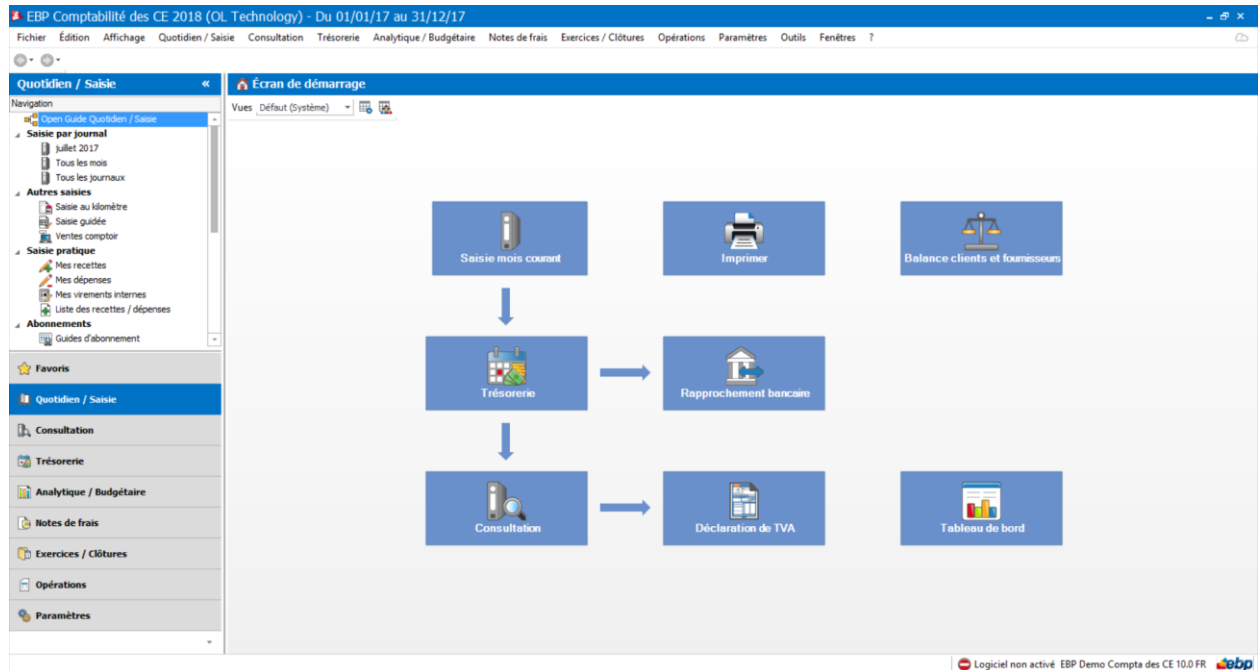 EBP Comptabilité des CE 2018 (OL Technology) - Du 01/01/17 au 31/12/17
Fichier Édition Affichage Quotidien / Saisie Consultation Trésorerie Analytique / Budgétaire Notes de frais Exercices / Clôtures Opérations Paramètres Outils Fenêtres ?
Quotidien / Saisie «
Écran de démarrage
Navigation
Vues Défaut (Système)
Open Guide Quotidien / Saisie
Saisie par journal
juillet 2017
Tous les mois
Tous les journaux
Autres saisies
Saisie au kilomètre
Saisie guidée
Ventes comptoir
Saisie pratique
Mes recettes
Mes dépenses
Mes virements internes
Liste des recettes / dépenses
Abonnements
Guides d'abonnement
Favoris
Quotidien / Saisie
Consultation
Trésorerie
Analytique / Budgétaire
Notes de frais
Exercices / Clôtures
Opérations
Paramètres
Saisie mois courant
Imprimer
Balance clients et fournisseurs
Trésorerie
Rapprochement bancaire
Consultation
Déclaration de TVA
Tableau de bord
Logiciel non activé EBP Demo Compta des CE 10.0 FR ebp